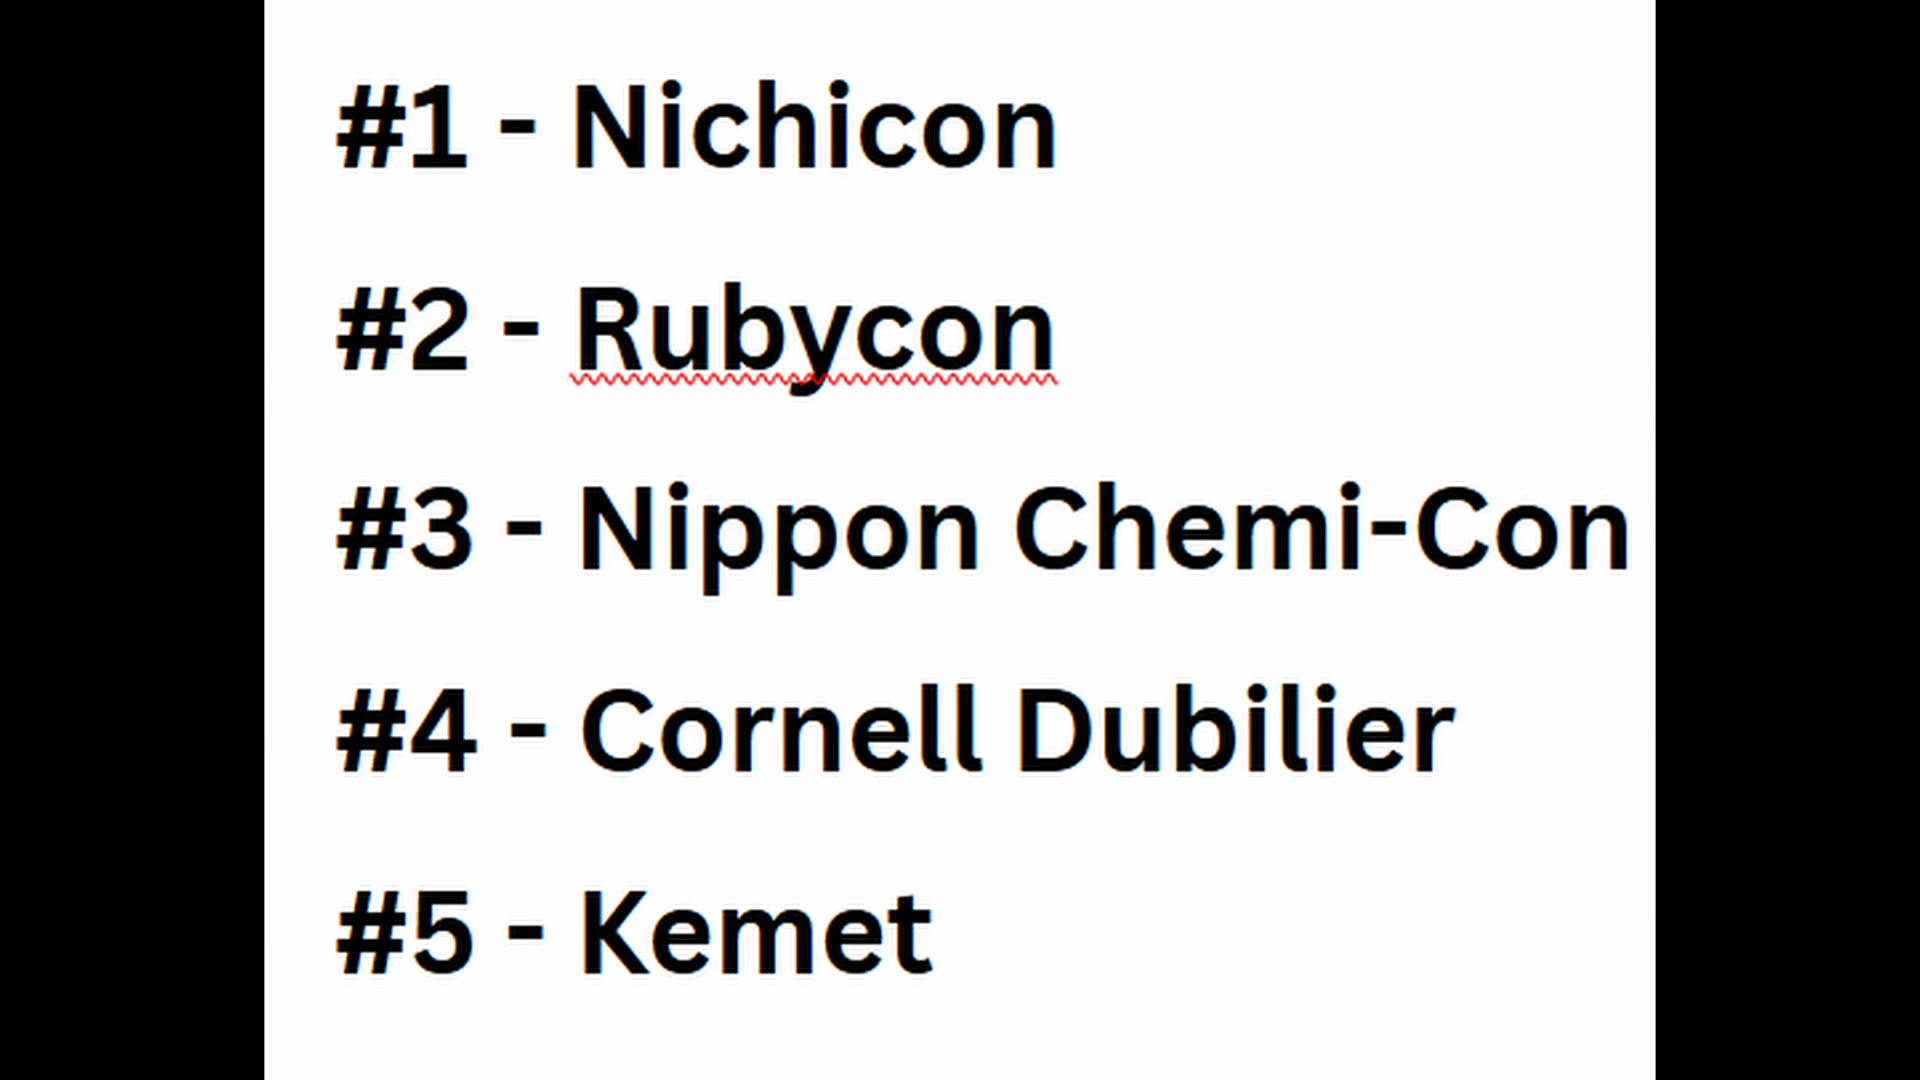 #1 - Nichicon
#2 - Rubycon
#3 - Nippon Chemi-Con
#4 - Cornell Dubilier
#5 - Kemet